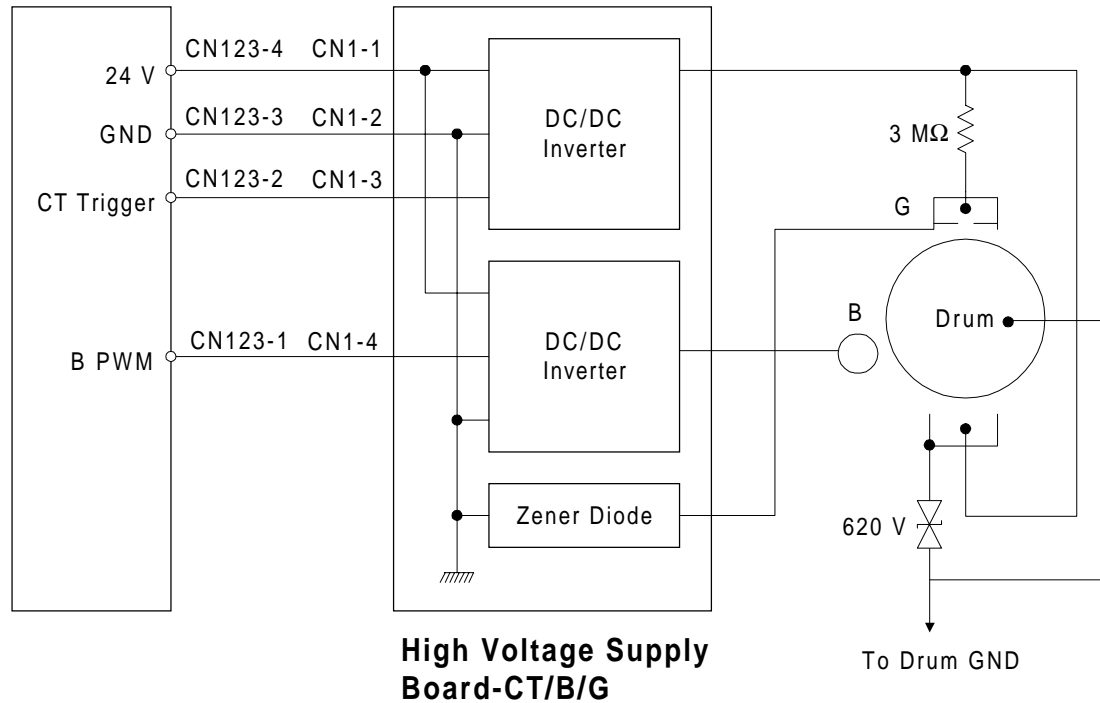 CN123-4 CN1-1
24 V
CN123-3 CN1-2
GND
CN123-2 CN1-3
CT Trigger
CN123-1 CN1-4
B PWM
DC/DC
Inverter
DC/DC
Inverter
Zener Diode
3 MΩ
G
B
Drum
620 V
To Drum GND
High Voltage Supply
Board-CT/B/G